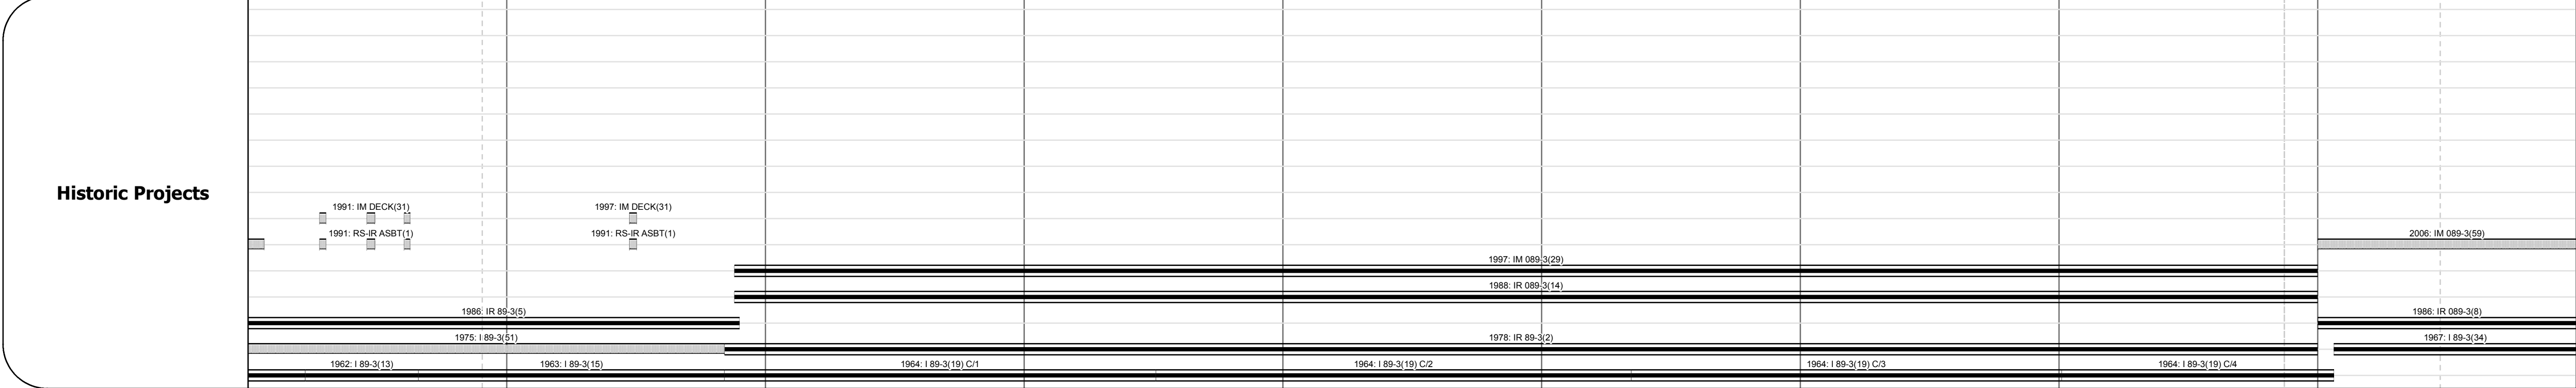 Historic Projects
1991: IM DECK(31)
1997: IM DECK(31)
1991: RS-IR ASBT(1)
1991: RS-IR ASBT(1)
2006: IM 089-3(59)
1997: IM 089-3(29)
1988: IR 089-3(14)
1986: IR 89-3(5)
1986: IR 089-3(8)
1975: I 89-3(51)
1978: IR 89-3(2)
1967: I 89-3(34)
1962: I 89-3(13)
1963: I 89-3(15)
1964: I 89-3(19) C/1
1964: I 89-3(19) C/2
1964: I 89-3(19) C/3
1964: I 89-3(19) C/4